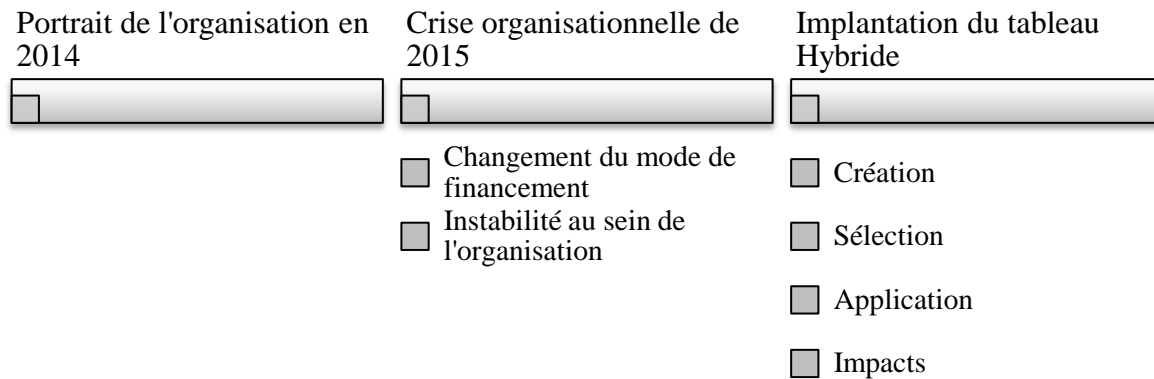 Portrait de l'organisation en
2014
Crise organisationnelle de
2015
Changement du mode de
financement
Instabilité au sein de
l'organisation
Implantation du tableau
Hybride
Création
Sélection
Application
Impacts